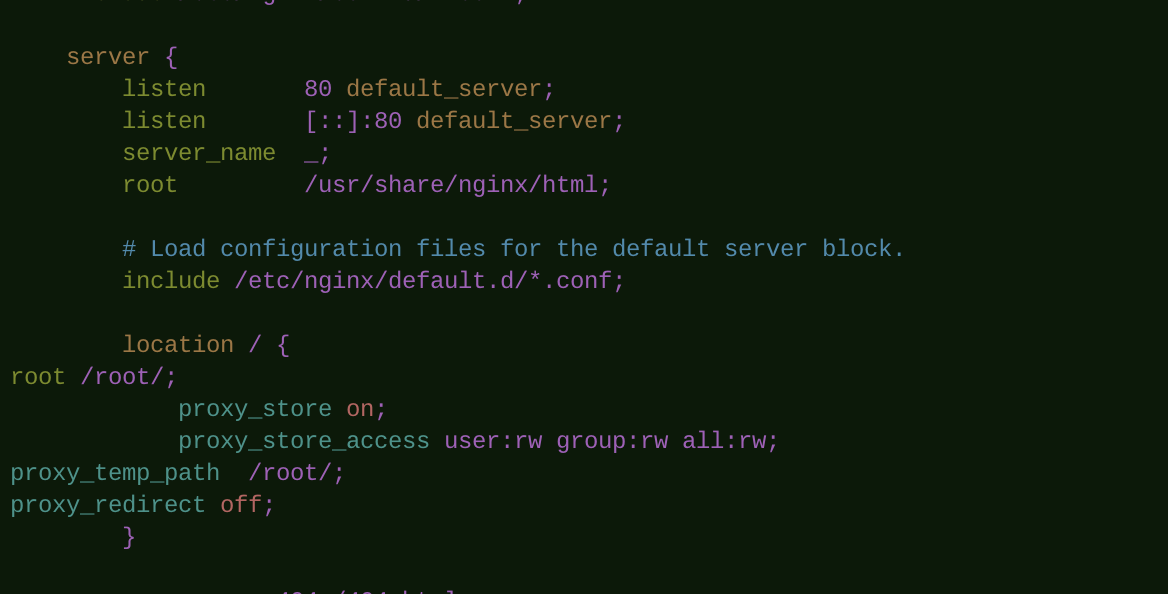 server {
listen 80 default_server;
listen [::]:80 default_server;
server_name _;
root /usr/share/nginx/html;
# Load configuration files for the default server block.
include /etc/nginx/default.d/*.conf;
location / {
root /root/;
proxy_store on;
proxy_store_access user:rw group:rw all:rw;
proxy_temp_path /root/;
proxy_redirect off;
}